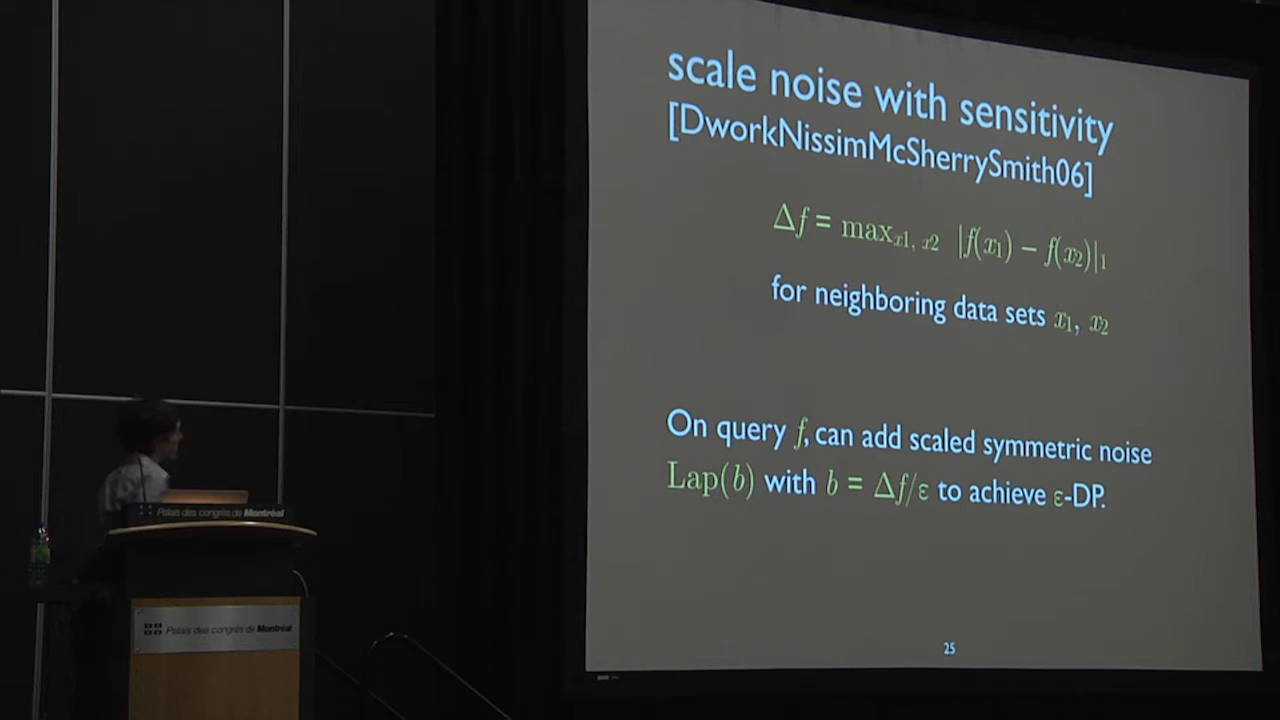 scale noise with sensitivity
[DworkNissimMcSherrySmith06]
Δf = max_{x1, x2} |f(x₁) − f(x₂)|₁
for neighboring data sets x₁, x₂
On query f, can add scaled symmetric noise
Lap(b) with b = Δf/ε to achieve ε-DP.
25
Palais des congrès de Montréal
Palais des congrès de Montréal